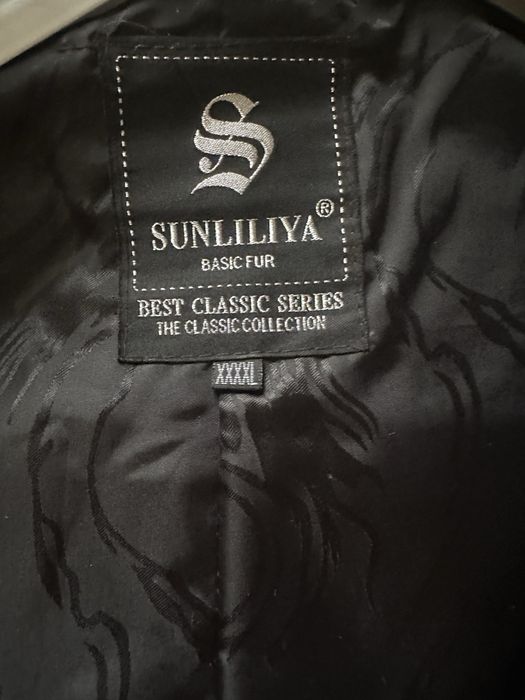 S
SUNLILIYA®
BASIC FUR
BEST CLASSIC SERIES
THE CLASSIC COLLECTION
XXXXL